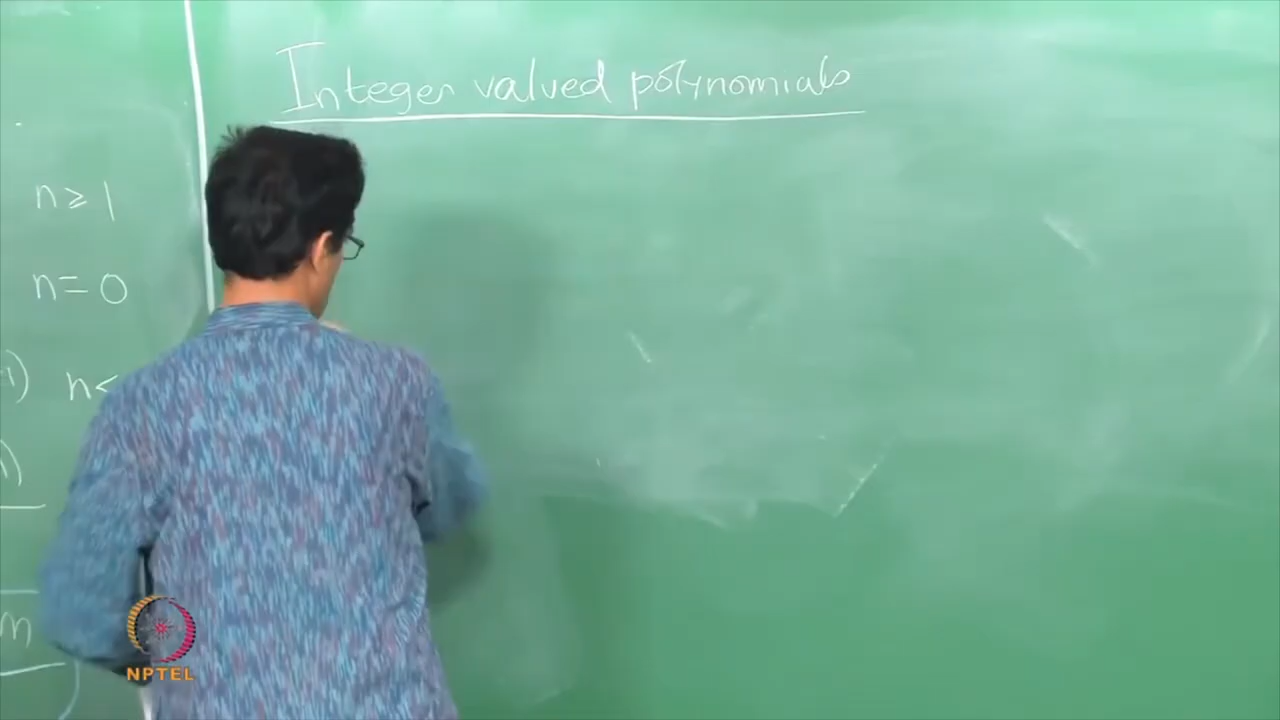 Integer valued polynomials
n ≥ 1
n = 0
n <
m
NPTEL